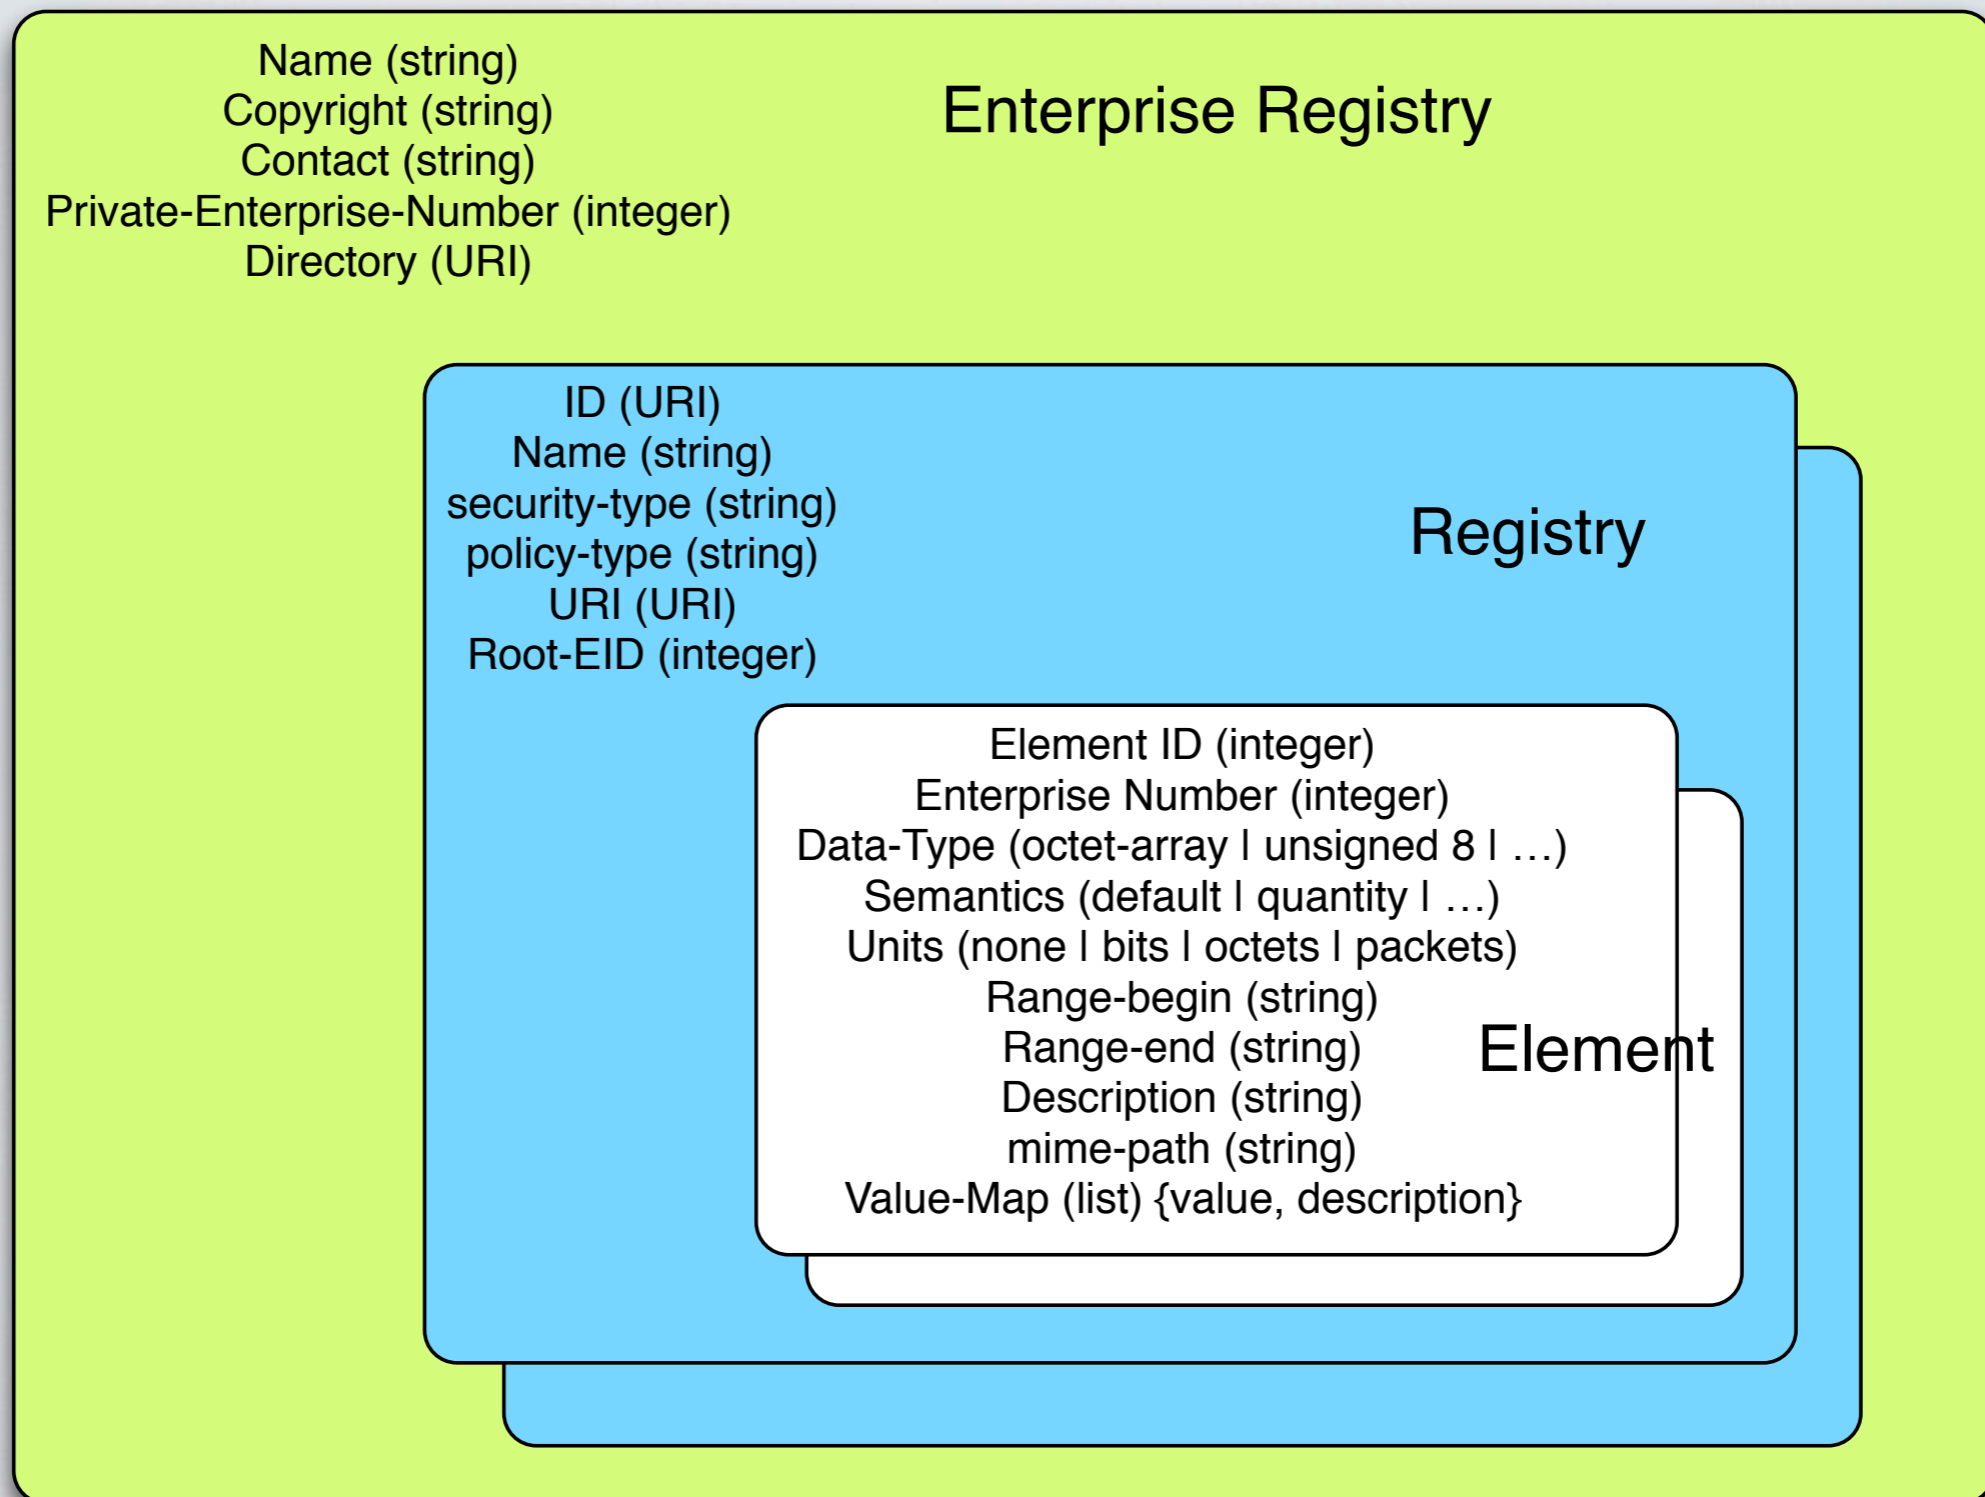 Name (string)
Copyright (string)
Contact (string)
Private-Enterprise-Number (integer)
Directory (URI)
Enterprise Registry
ID (URI)
Name (string)
security-type (string)
policy-type (string)
URI (URI)
Root-EID (integer)
Registry
Element ID (integer)
Enterprise Number (integer)
Data-Type (octet-array | unsigned 8 | …)
Semantics (default | quantity | …)
Units (none | bits | octets | packets)
Range-begin (string)
Range-end (string)
Description (string)
mime-path (string)
Value-Map (list) {value, description}
Element